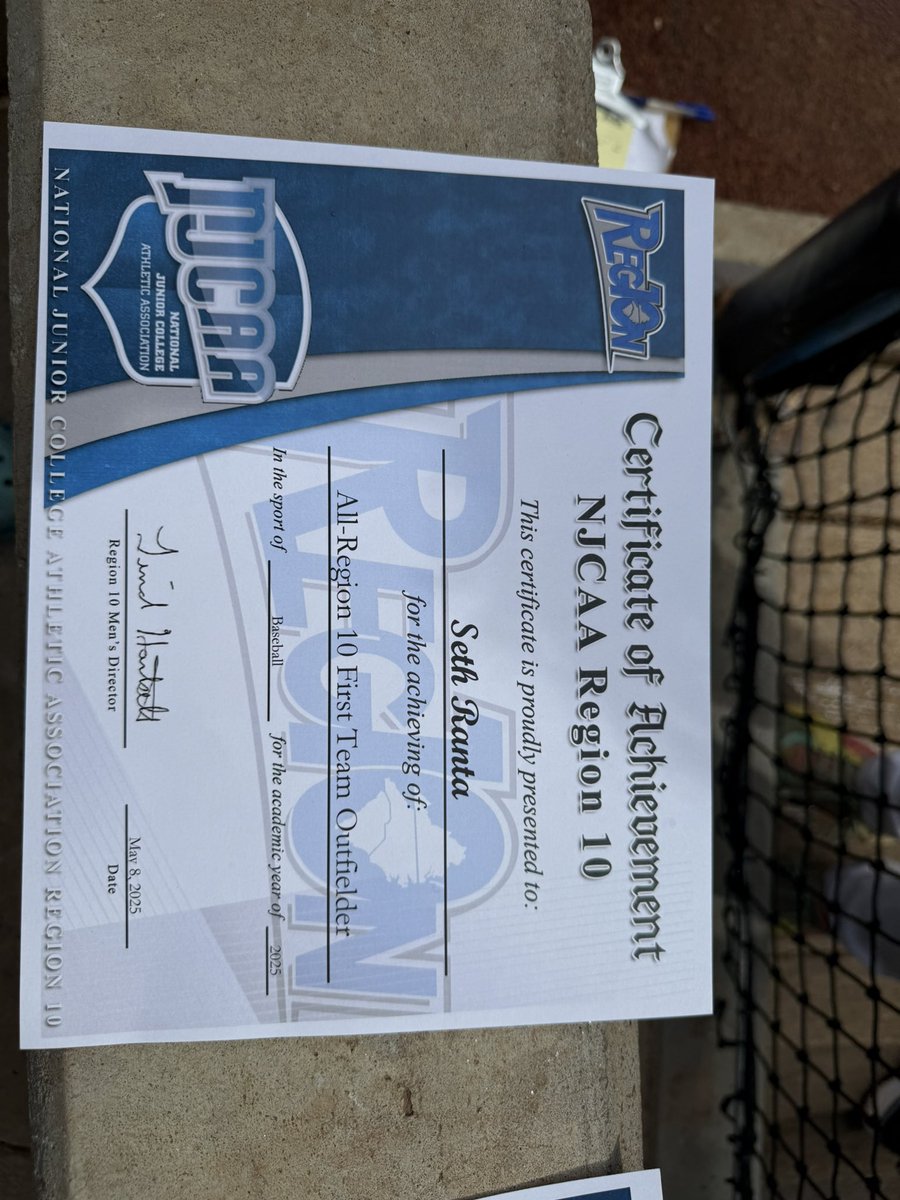 REGION
Certificate of Achievement
NJCAA Region 10
This certificate is proudly presented to:
Seth Ranta
for the achieving of:
All-Region 10 First Team Outfielder
In the sport of Baseball for the academic year of 2025
REGION
NJCAA
NATIONAL
JUNIOR COLLEGE
ATHLETIC ASSOCIATION
May 8, 2025
Region 10 Men's Director Date
NATIONAL JUNIOR COLLEGE ATHLETIC ASSOCIATION REGION 10